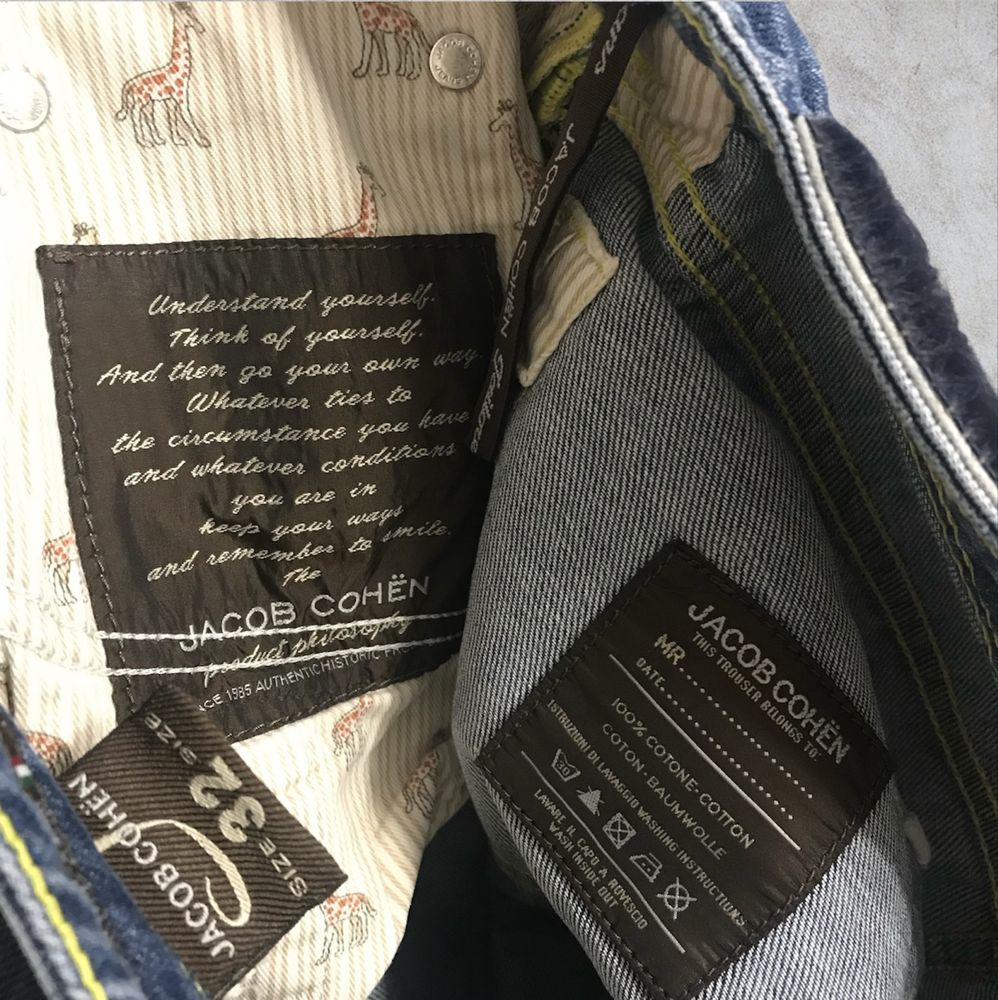 JACOB COHËN
Understand yourself.
Think of yourself.
And then go your own way.
Whatever ties to
the circumstance you have
and whatever conditions
you are in
keep your ways
and remember to smile.
The
JACOB COHËN
product philosophy
NCE 1985 AUTHENTIC HISTORIC
SIZE 32 SIZE
JACOB COHËN
JACOB COHËN
JACOB COHËN
THIS TROUSER BELONGS TO:
MR.
DATE
100% COTONE-COTTON
COTON-BAUMWOLLE
ISTRUZIONI DI LAVAGGIO WASHING INSTRUCTIONS
30
LAVARE IL CAPO A ROVESCIO
WASH INSIDE OUT